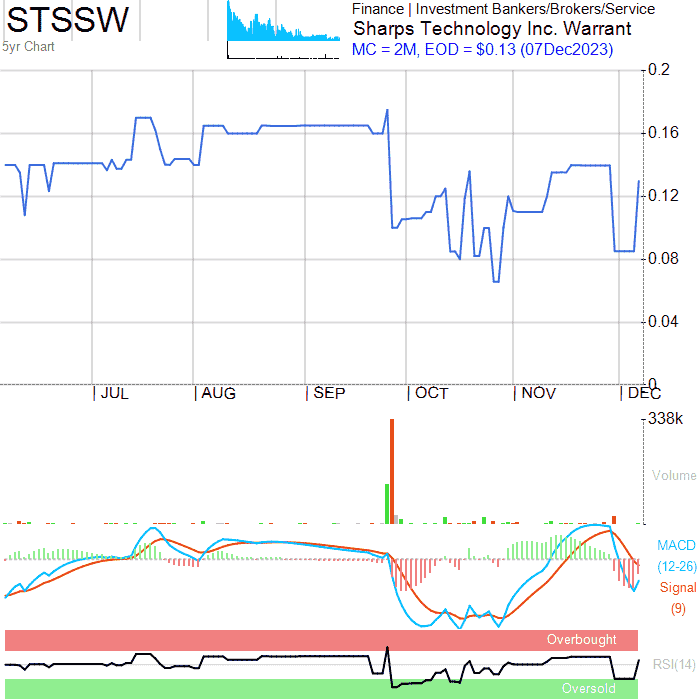 STSSW
5yr Chart
Finance | Investment Bankers/Brokers/Service
Sharps Technology Inc. Warrant
MC = 2M, EOD = $0.13 (07Dec2023)
0.2
0.16
0.12
0.08
0.04
0
JUL AUG SEP OCT NOV DEC
338k
Volume
MACD
(12-26)
Signal
(9)
Overbought
RSI(14)
Oversold